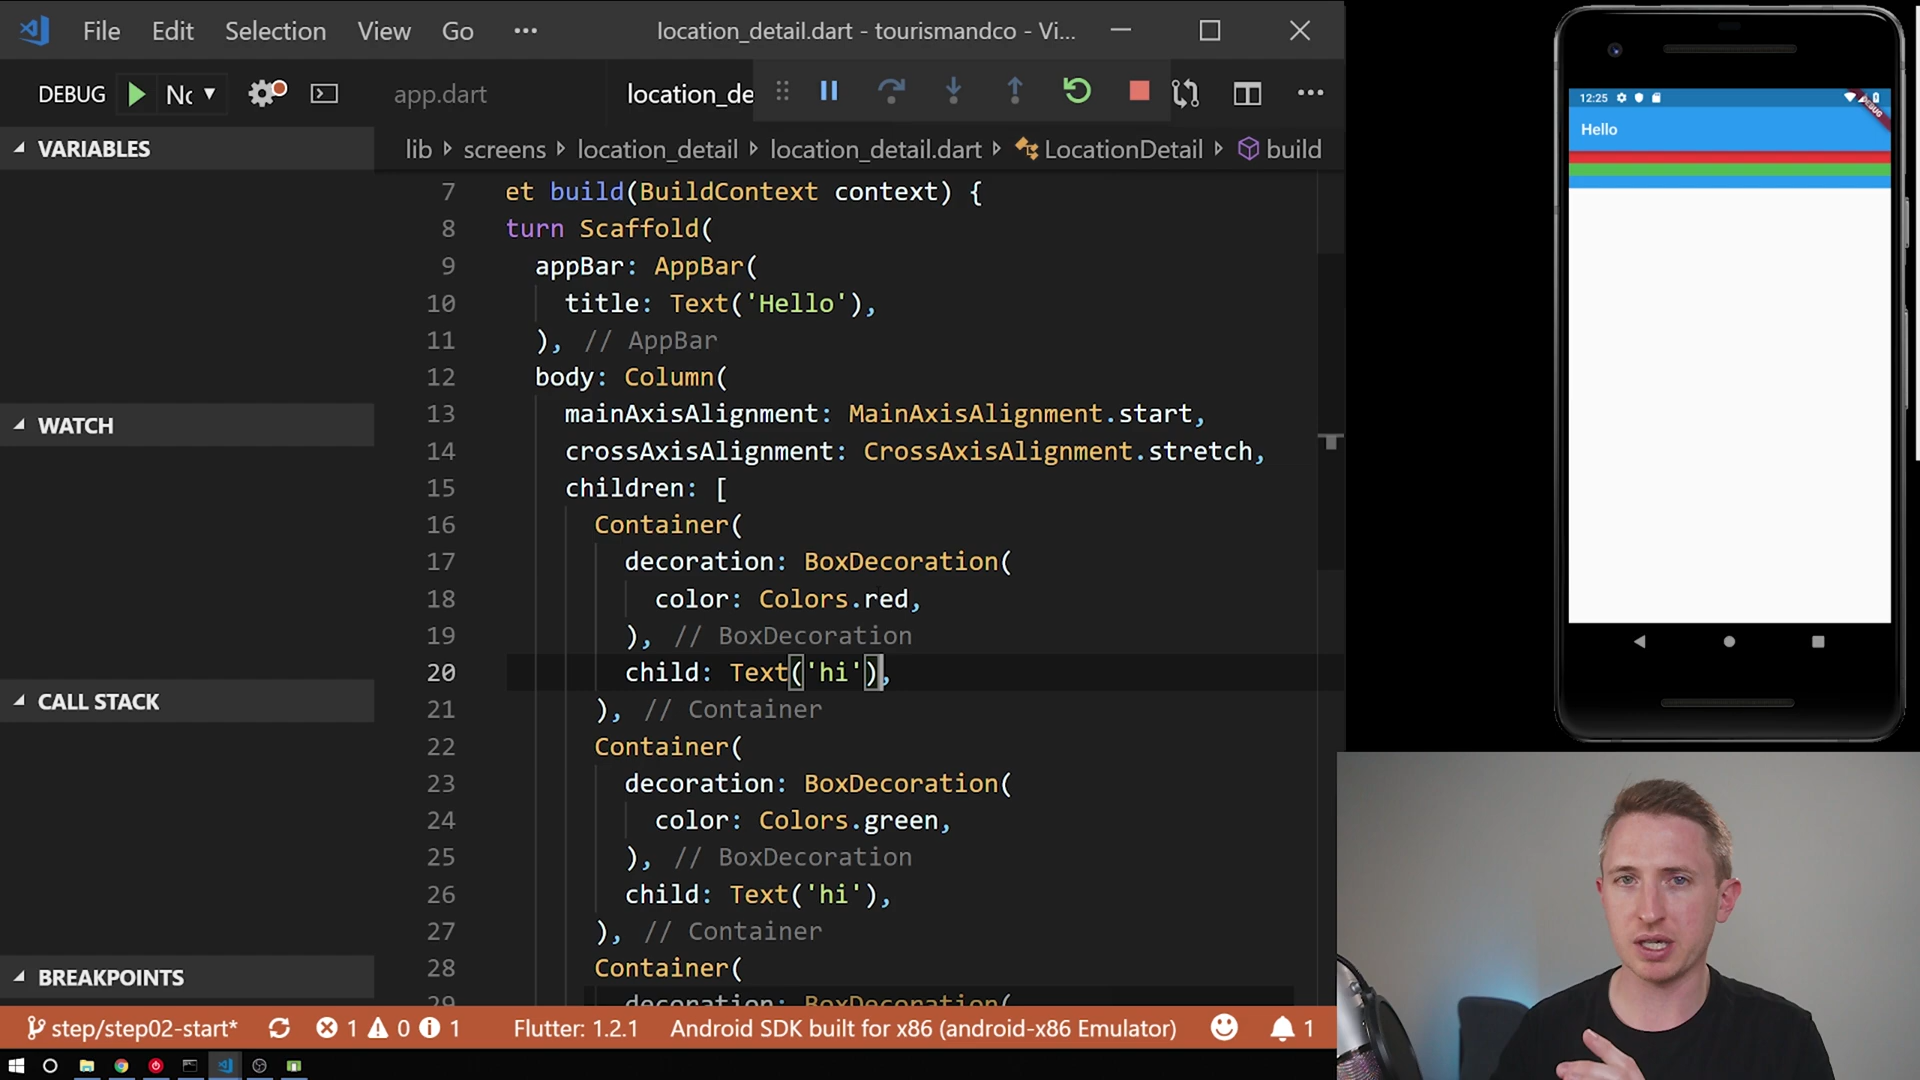 File Edit Selection View Go ··· location_detail.dart - tourismandco - Vi...
DEBUG Nc app.dart location_de
VARIABLES
lib screens location_detail location_detail.dart LocationDetail build
7 et build(BuildContext context) {
8 turn Scaffold(
9 appBar: AppBar(
10 title: Text('Hello'),
11 ), // AppBar
12 body: Column(
13 mainAxisAlignment: MainAxisAlignment.start,
14 crossAxisAlignment: CrossAxisAlignment.stretch,
15 children: [
16 Container(
17 decoration: BoxDecoration(
18 color: Colors.red,
19 ), // BoxDecoration
20 child: Text('hi'),
21 ), // Container
22 Container(
23 decoration: BoxDecoration(
24 color: Colors.green,
25 ), // BoxDecoration
26 child: Text('hi'),
27 ), // Container
28 Container(
29 decoration: BoxDecoration(
WATCH
CALL STACK
BREAKPOINTS
step/step02-start* 1 0 1 Flutter: 1.2.1 Android SDK built for x86 (android-x86 Emulator) 1
12:25
DEBUG
Hello